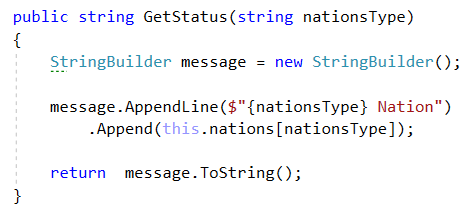 public string GetStatus(string nationsType)
{
    StringBuilder message = new StringBuilder();

    message.AppendLine($"{nationsType} Nation")
        .Append(this.nations[nationsType]);

    return  message.ToString();
}